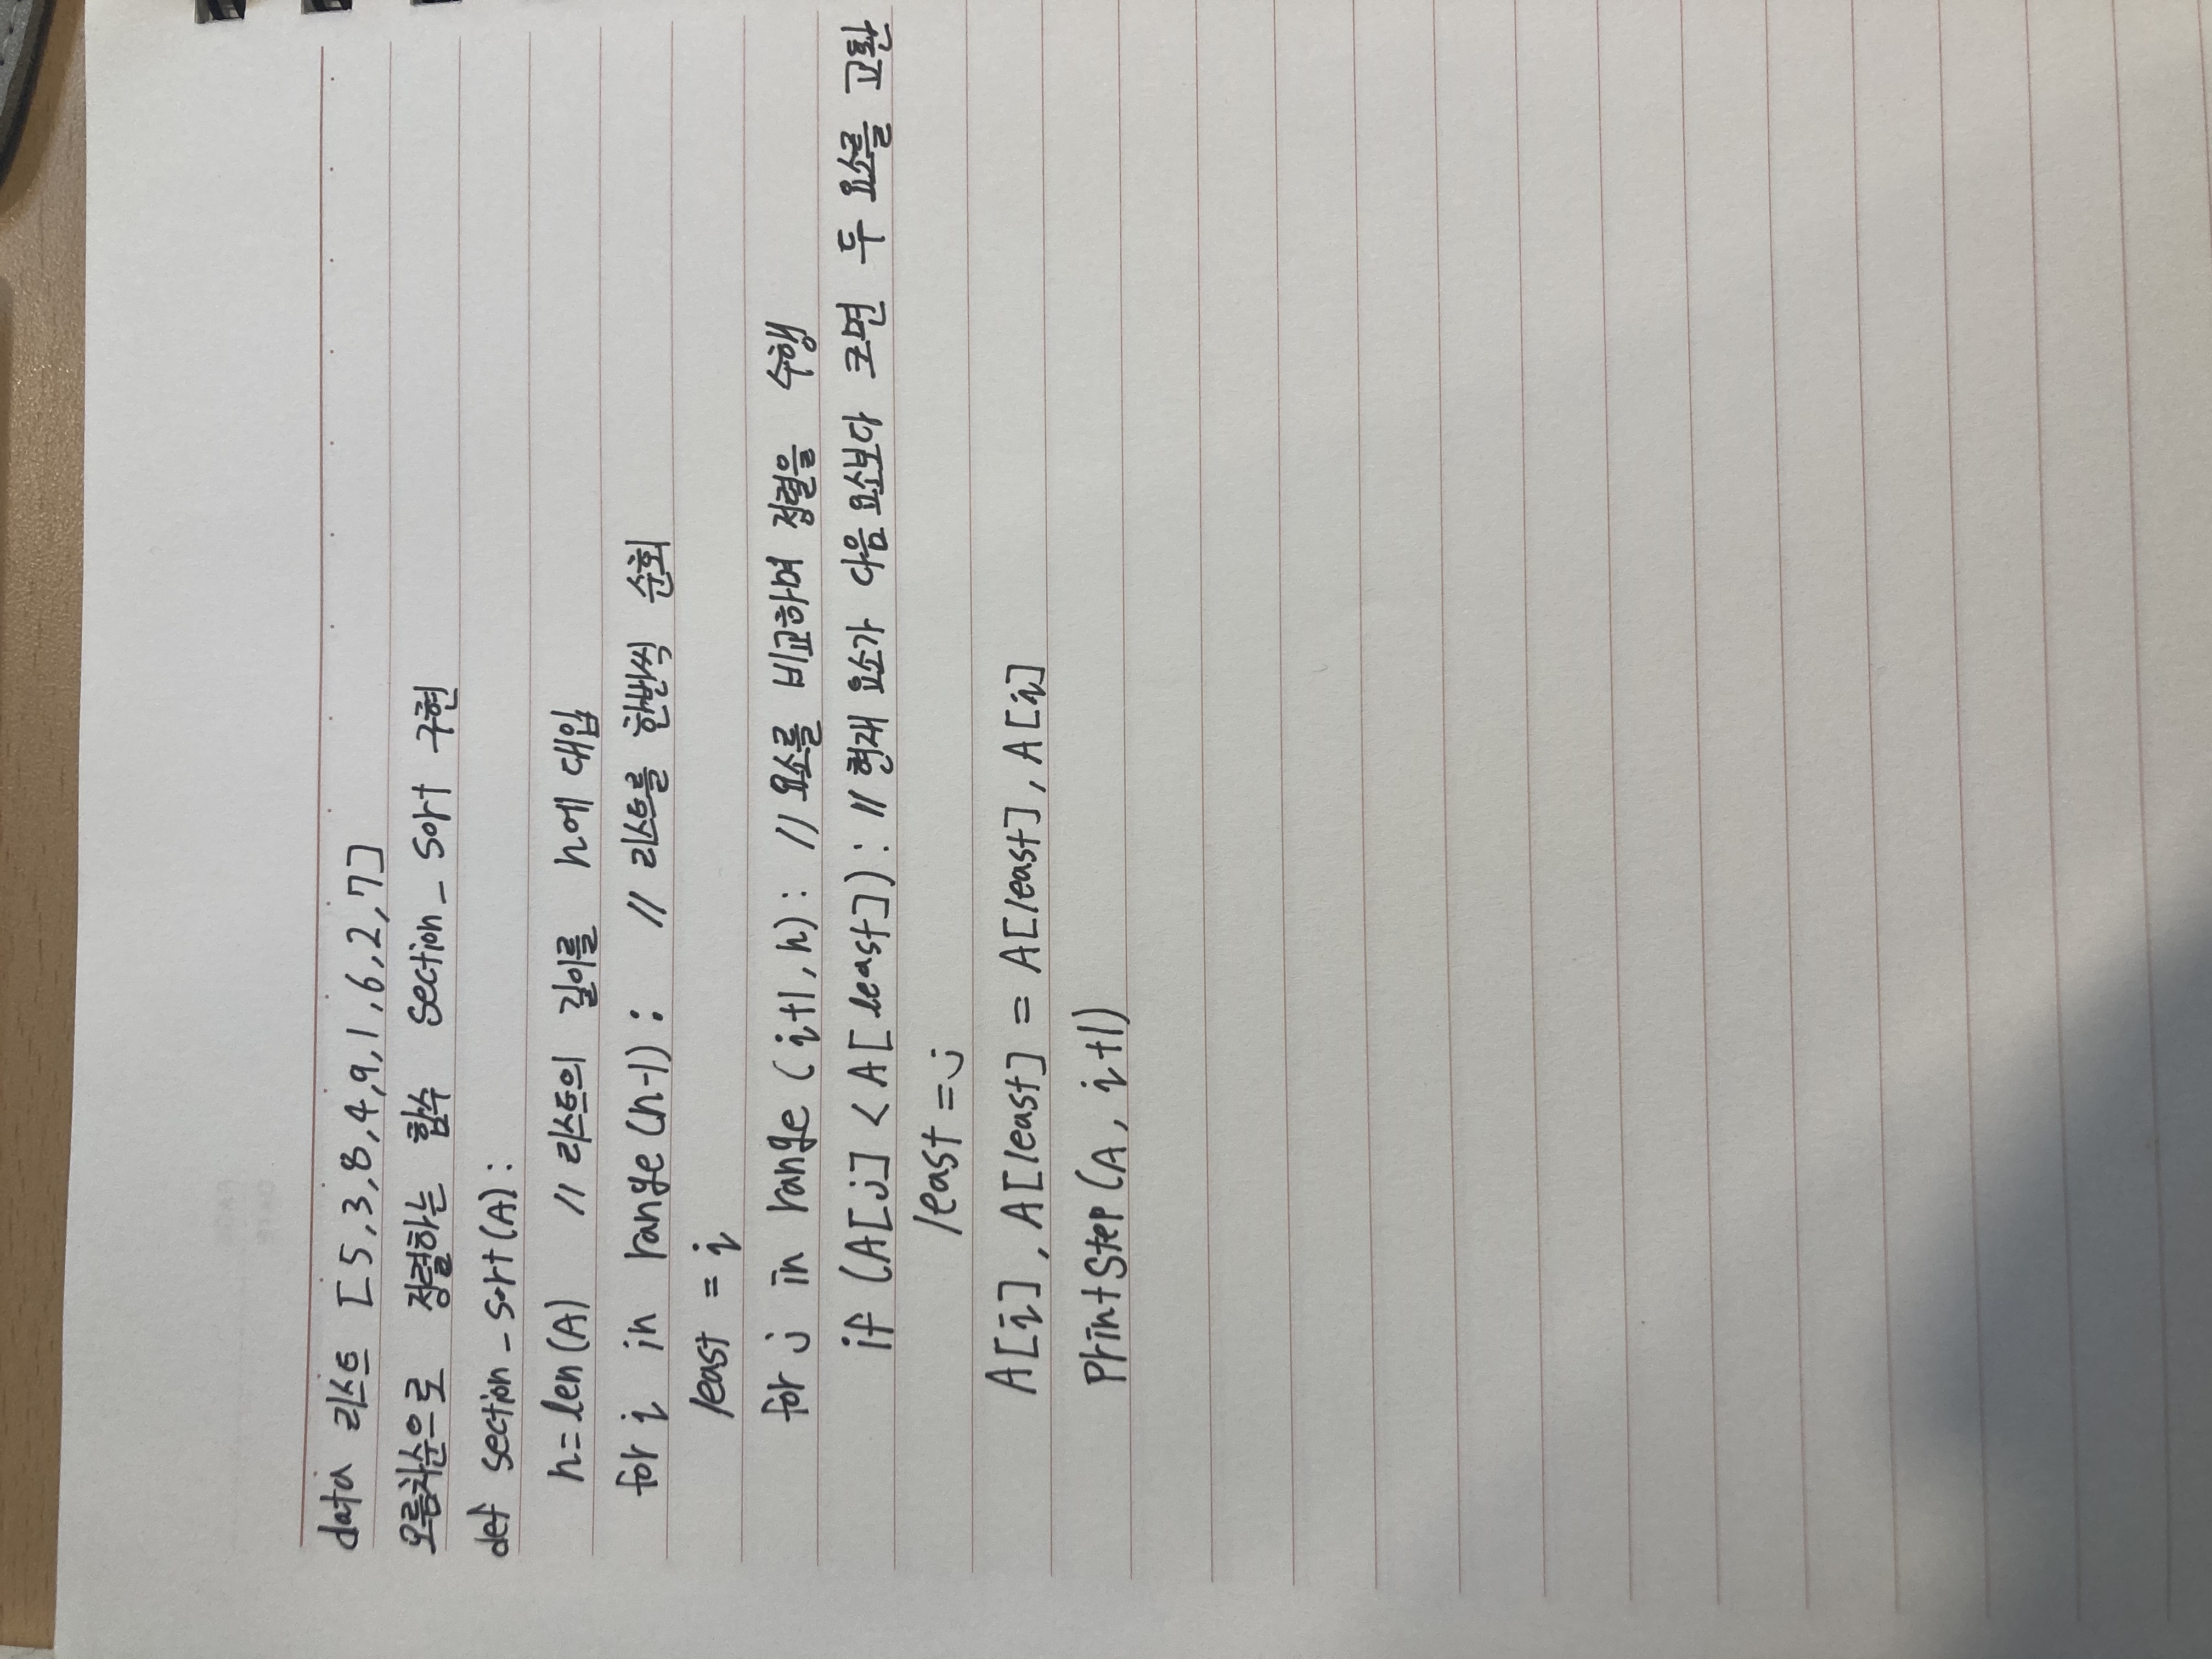 data 리스트 [5,3,8,4,9,1,6,2,7]
오름차순으로 정렬하는 함수 section_sort 구현
def section_sort(A):
n=len(A) // 리스트의 길이를 n에 대입
for i in range(n-1): // 리스트를 한번씩 순회
least = i
for j in range (i+1, n): // 요소를 비교하며 정렬을 수행
if (A[j] < A[least]): // 현재 요소가 다음 요소보다 크면 두 요소를 교환
least = j
A[i], A[least] = A[least], A[i]
printStep(A, i+1)